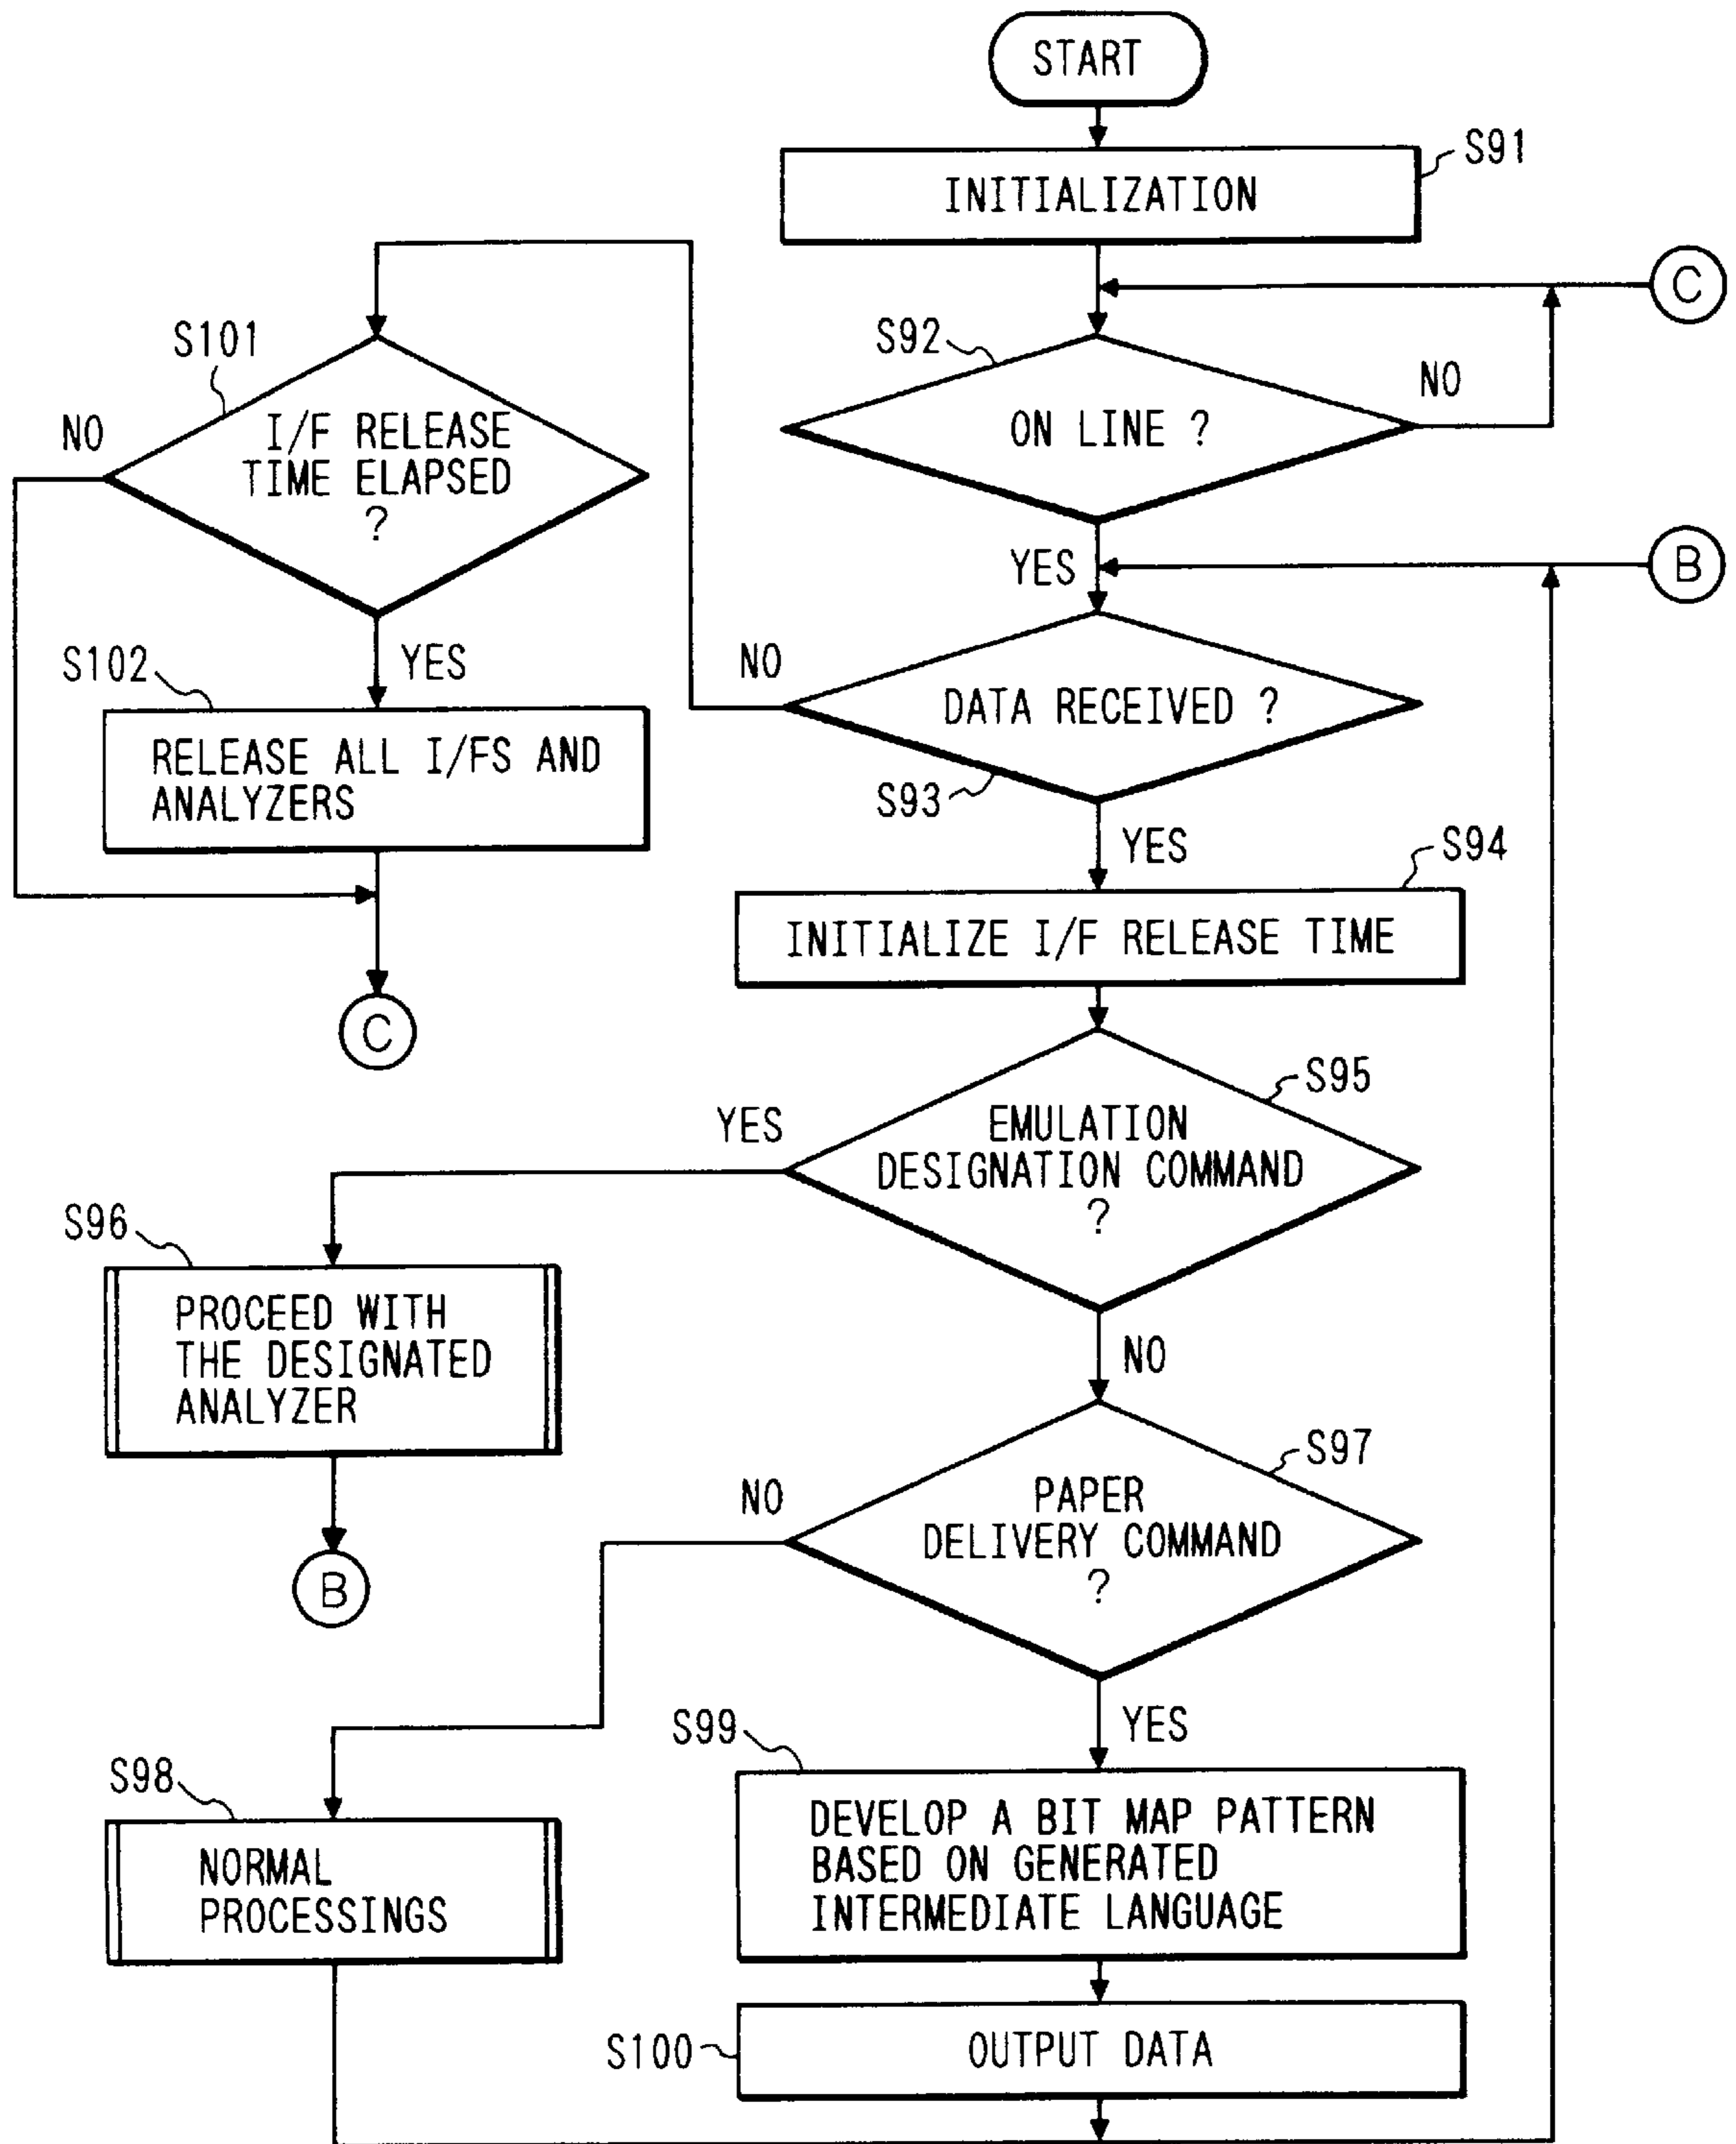 START
S91
INITIALIZATION
C
S92
ON LINE ?
NO
S101
NO
I/F RELEASE
TIME ELAPSED
?
YES
B
S102
YES
NO
DATA RECEIVED ?
S93
RELEASE ALL I/FS AND
ANALYZERS
YES
S94
INITIALIZE I/F RELEASE TIME
C
S95
YES
EMULATION
DESIGNATION COMMAND
?
S96
PROCEED WITH
THE DESIGNATED
ANALYZER
NO
B
S97
NO
PAPER
DELIVERY COMMAND
?
YES
S98
NORMAL
PROCESSINGS
S99
DEVELOP A BIT MAP PATTERN
BASED ON GENERATED
INTERMEDIATE LANGUAGE
S100
OUTPUT DATA